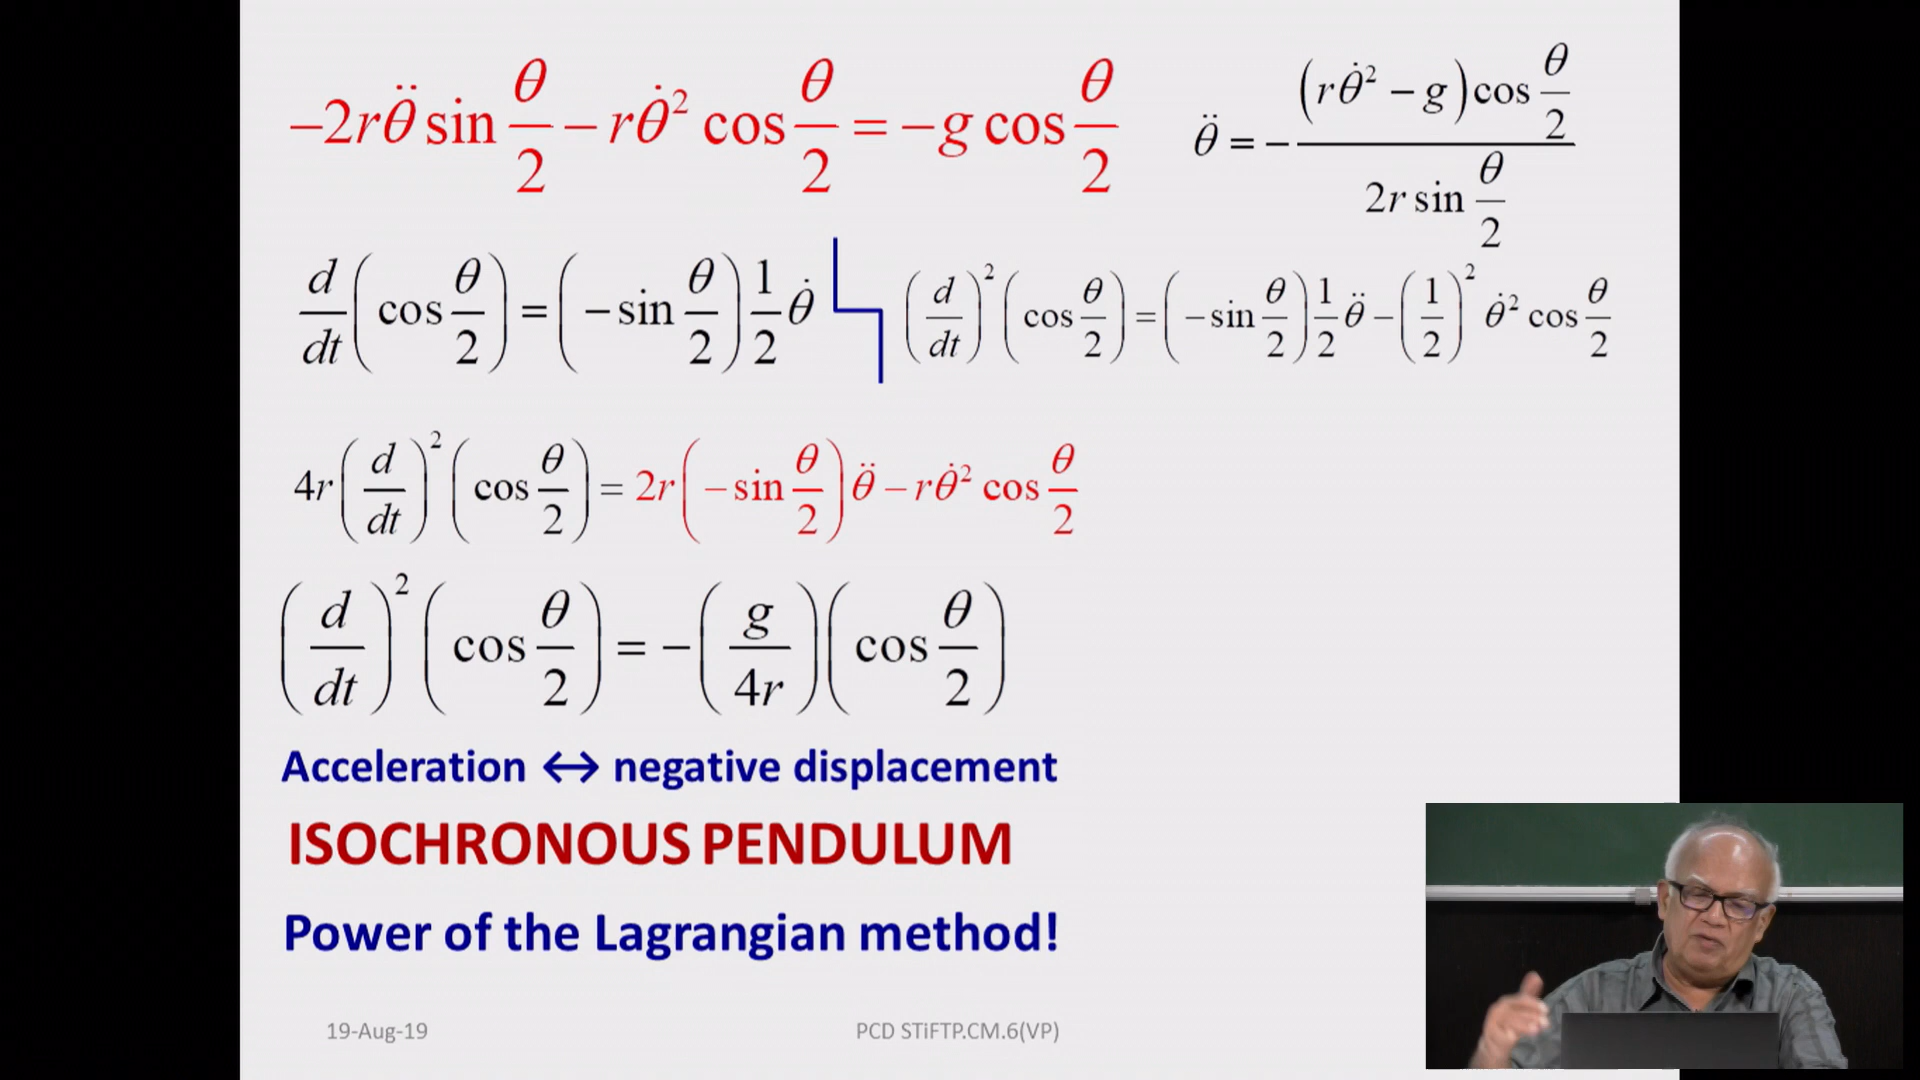 −2rθ̈ sin θ/2 − rθ̇² cos θ/2 = −g cos θ/2
θ̈ = − (rθ̇² − g) cos θ/2 / 2r sin θ/2
d/dt (cos θ/2) = (−sin θ/2) 1/2 θ̇
(d/dt)² (cos θ/2) = (−sin θ/2) 1/2 θ̈ − (1/2)² θ̇² cos θ/2
4r (d/dt)² (cos θ/2) = 2r (−sin θ/2) θ̈ − rθ̇² cos θ/2
(d/dt)² (cos θ/2) = −(g/4r) (cos θ/2)
Acceleration ↔ negative displacement
ISOCHRONOUS PENDULUM
Power of the Lagrangian method!
19-Aug-19
PCD STiFTP.CM.6(VP)